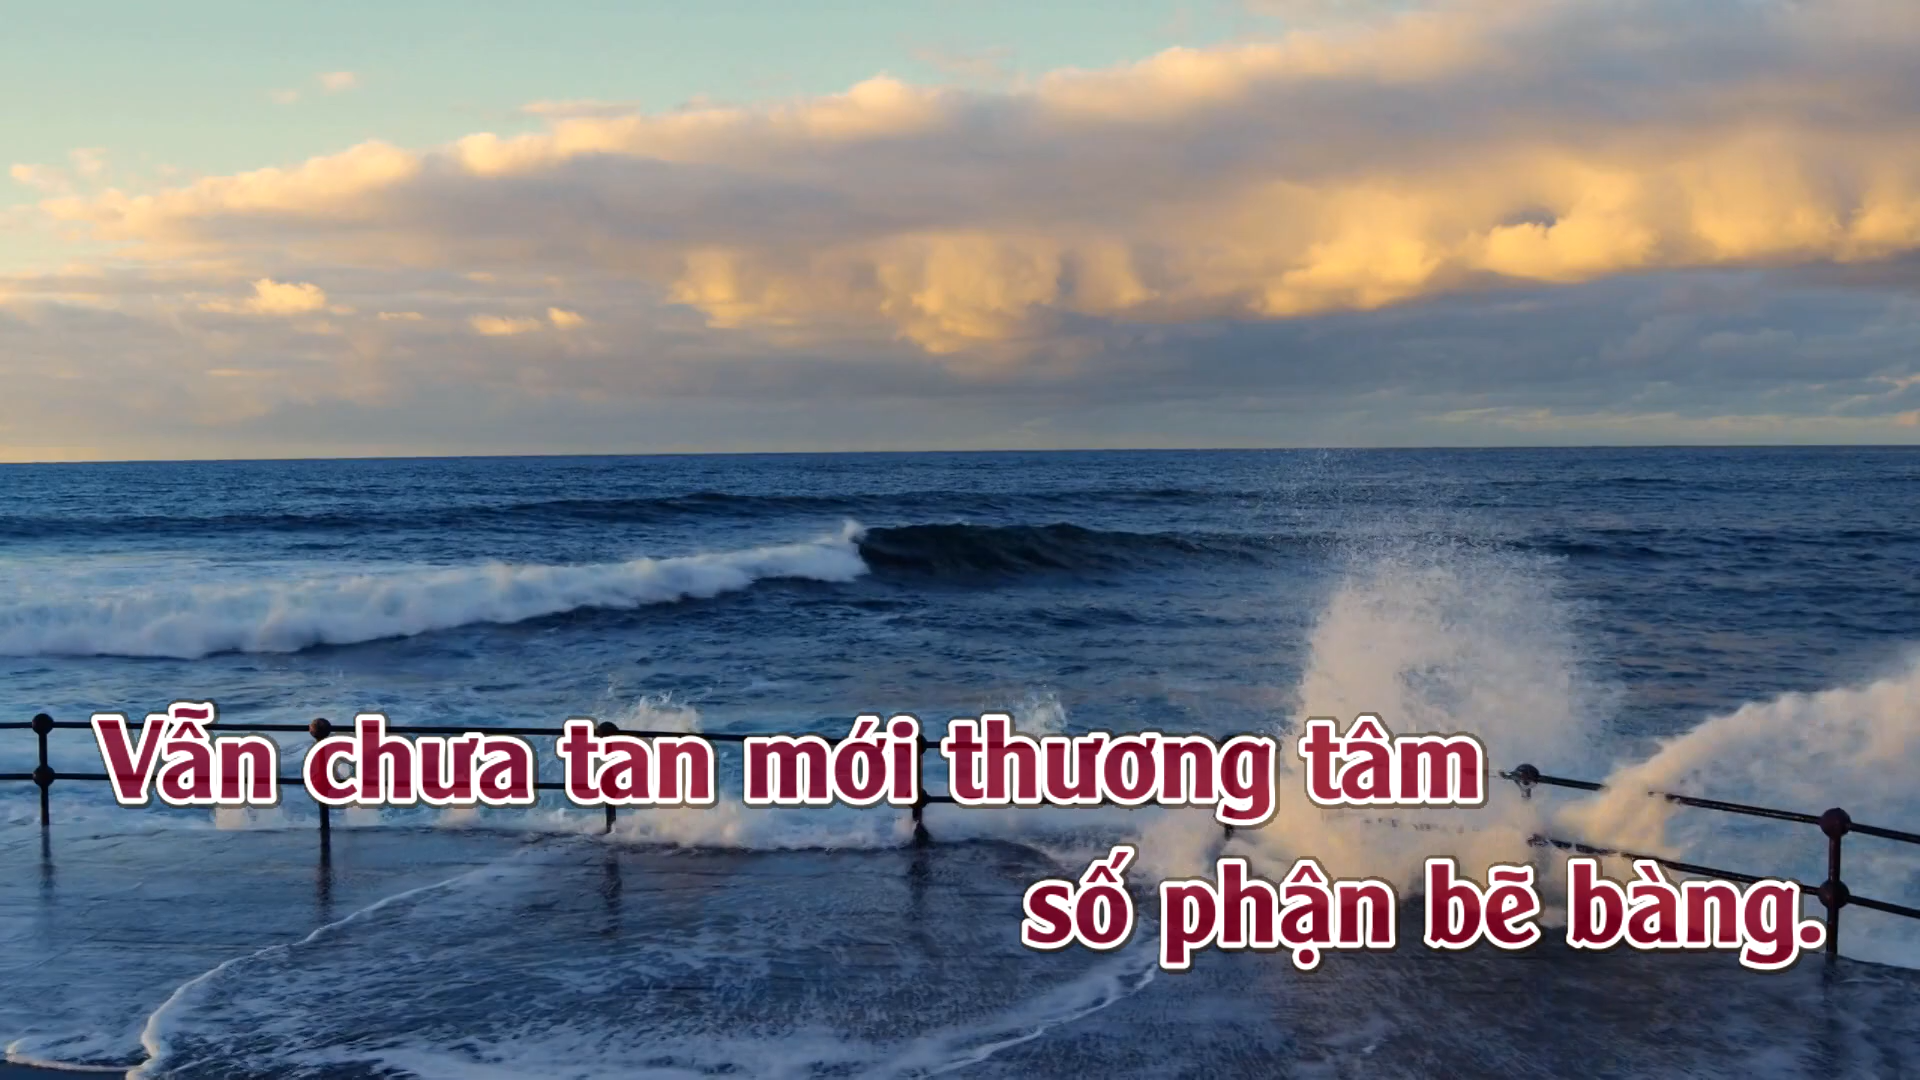 Vẫn chưa tan mới thương tâm
số phận bẽ bàng.